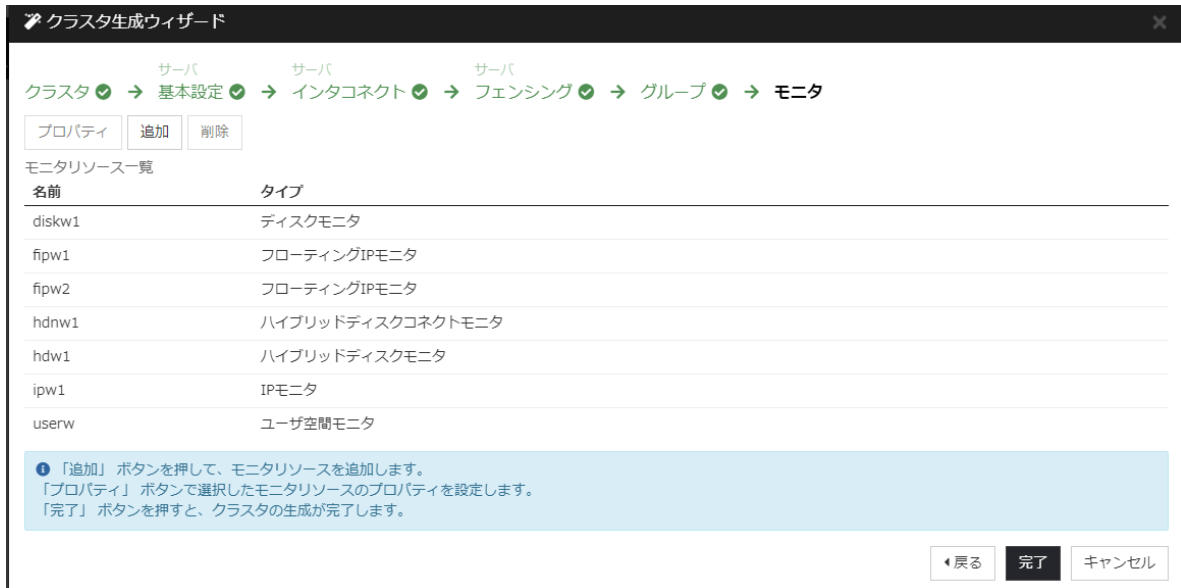 クラスタ生成ウィザード
サーバ サーバ サーバ
クラスタ → 基本設定 → インタコネクト → フェンシング → グループ → モニタ
プロパティ 追加 削除
モニタリソース一覧
名前 タイプ
diskw1 ディスクモニタ
fipw1 フローティングIPモニタ
fipw2 フローティングIPモニタ
hdnw1 ハイブリッドディスクコネクトモニタ
hdw1 ハイブリッドディスクモニタ
ipw1 IPモニタ
userw ユーザ空間モニタ
「追加」 ボタンを押して、モニタリソースを追加します。
「プロパティ」 ボタンで選択したモニタリソースのプロパティを設定します。
「完了」 ボタンを押すと、クラスタの生成が完了します。
戻る 完了 キャンセル